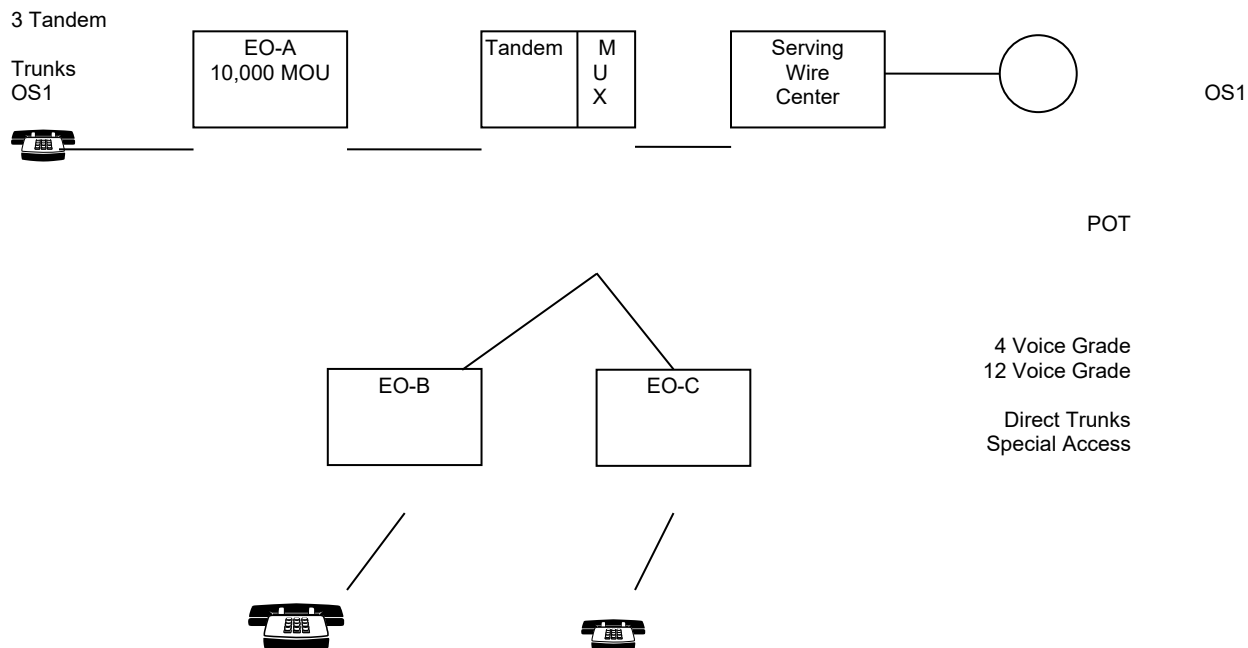 3 Tandem
Trunks
OS1
EO-A
10,000 MOU
Tandem
M
U
X
Serving
Wire
Center
OS1
POT
4 Voice Grade
12 Voice Grade
Direct Trunks
Special Access
EO-B
EO-C